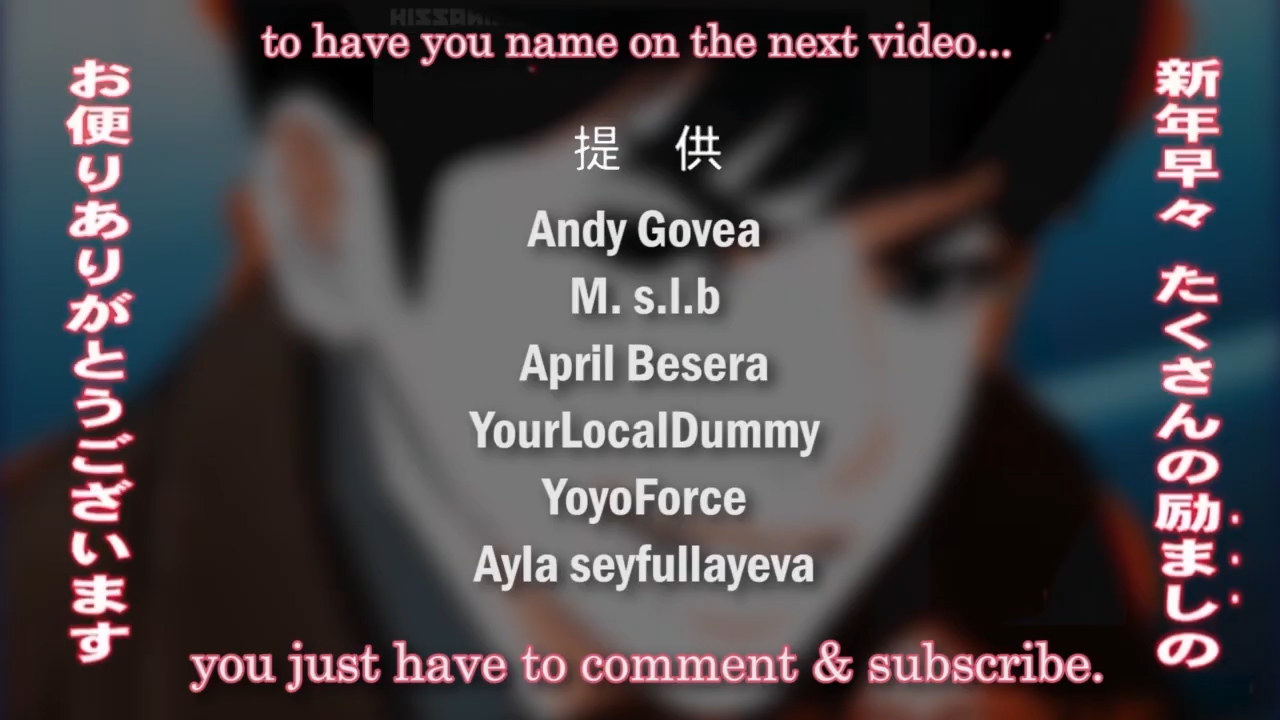 to have you name on the next video...
提 供
Andy Govea
M. s.l.b
April Besera
YourLocalDummy
YoyoForce
Ayla seyfullayeva
you just have to comment & subscribe.
新年早々 たくさんの励ましの
お便りありがとうございます